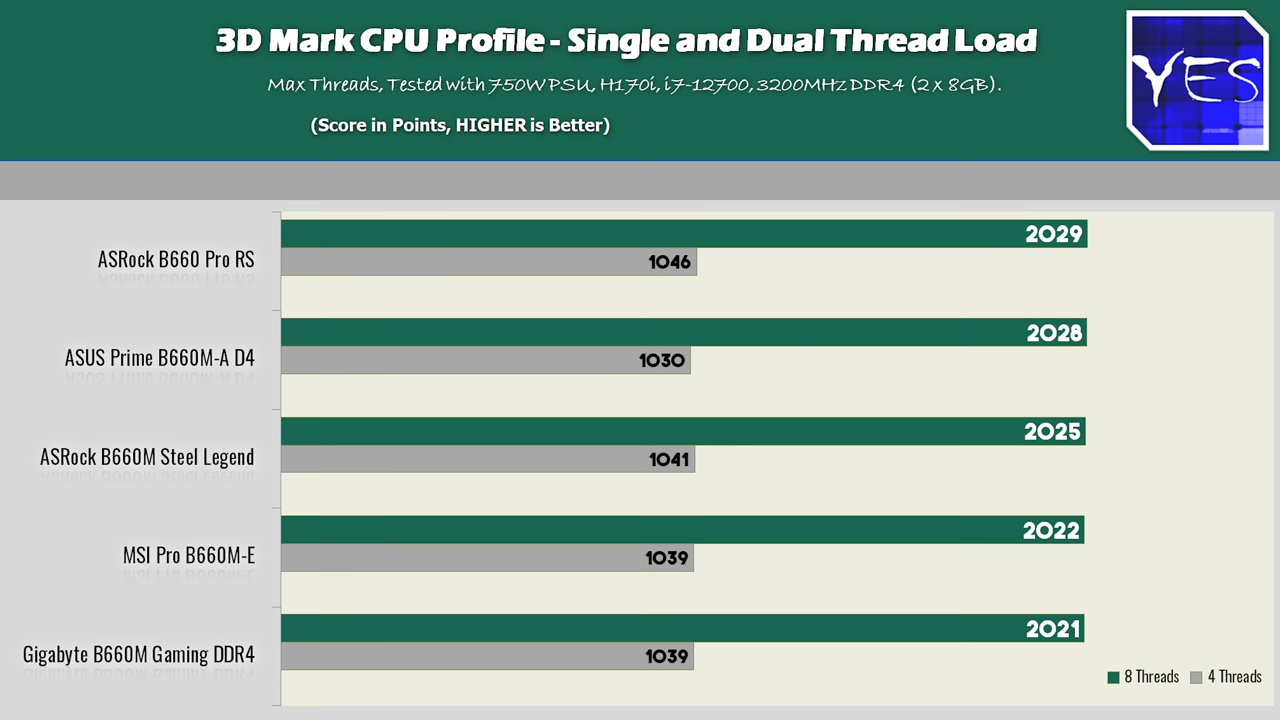 3D Mark CPU Profile - Single and Dual Thread Load
Max Threads, Tested with 750W PSU, H170i, i7-12700, 3200MHz DDR4 (2 x 8GB).
(Score in Points, HIGHER is Better)
YES
ASRock B660 Pro RS
2029
1046
ASUS Prime B660M-A D4
2028
1030
ASRock B660M Steel Legend
2025
1041
MSI Pro B660M-E
2022
1039
Gigabyte B660M Gaming DDR4
2021
1039
8 Threads 4 Threads